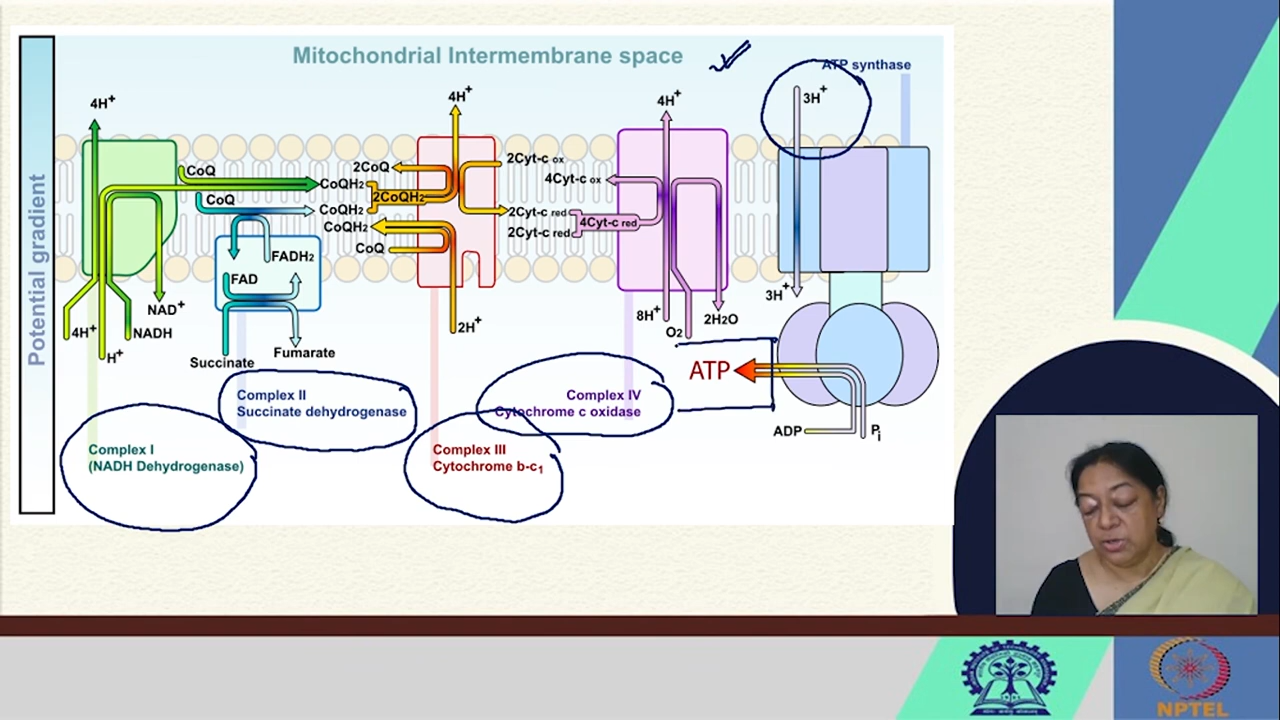 Mitochondrial Intermembrane space
ATP synthase
Potential gradient
4H+
4H+
4H+
3H+
CoQ
CoQ
CoQH2
CoQH2
CoQH2
CoQ
2CoQ
2CoQH2
2Cyt-c ox
2Cyt-c red
2Cyt-c red
4Cyt-c ox
4Cyt-c red
FADH2
FAD
NAD+
NADH
4H+
H+
Succinate
Fumarate
2H+
8H+
O2
2H2O
3H+
ATP
ADP
Pi
Complex II
Succinate dehydrogenase
Complex IV
Cytochrome c oxidase
Complex I
(NADH Dehydrogenase)
Complex III
Cytochrome b-c1
NPTEL